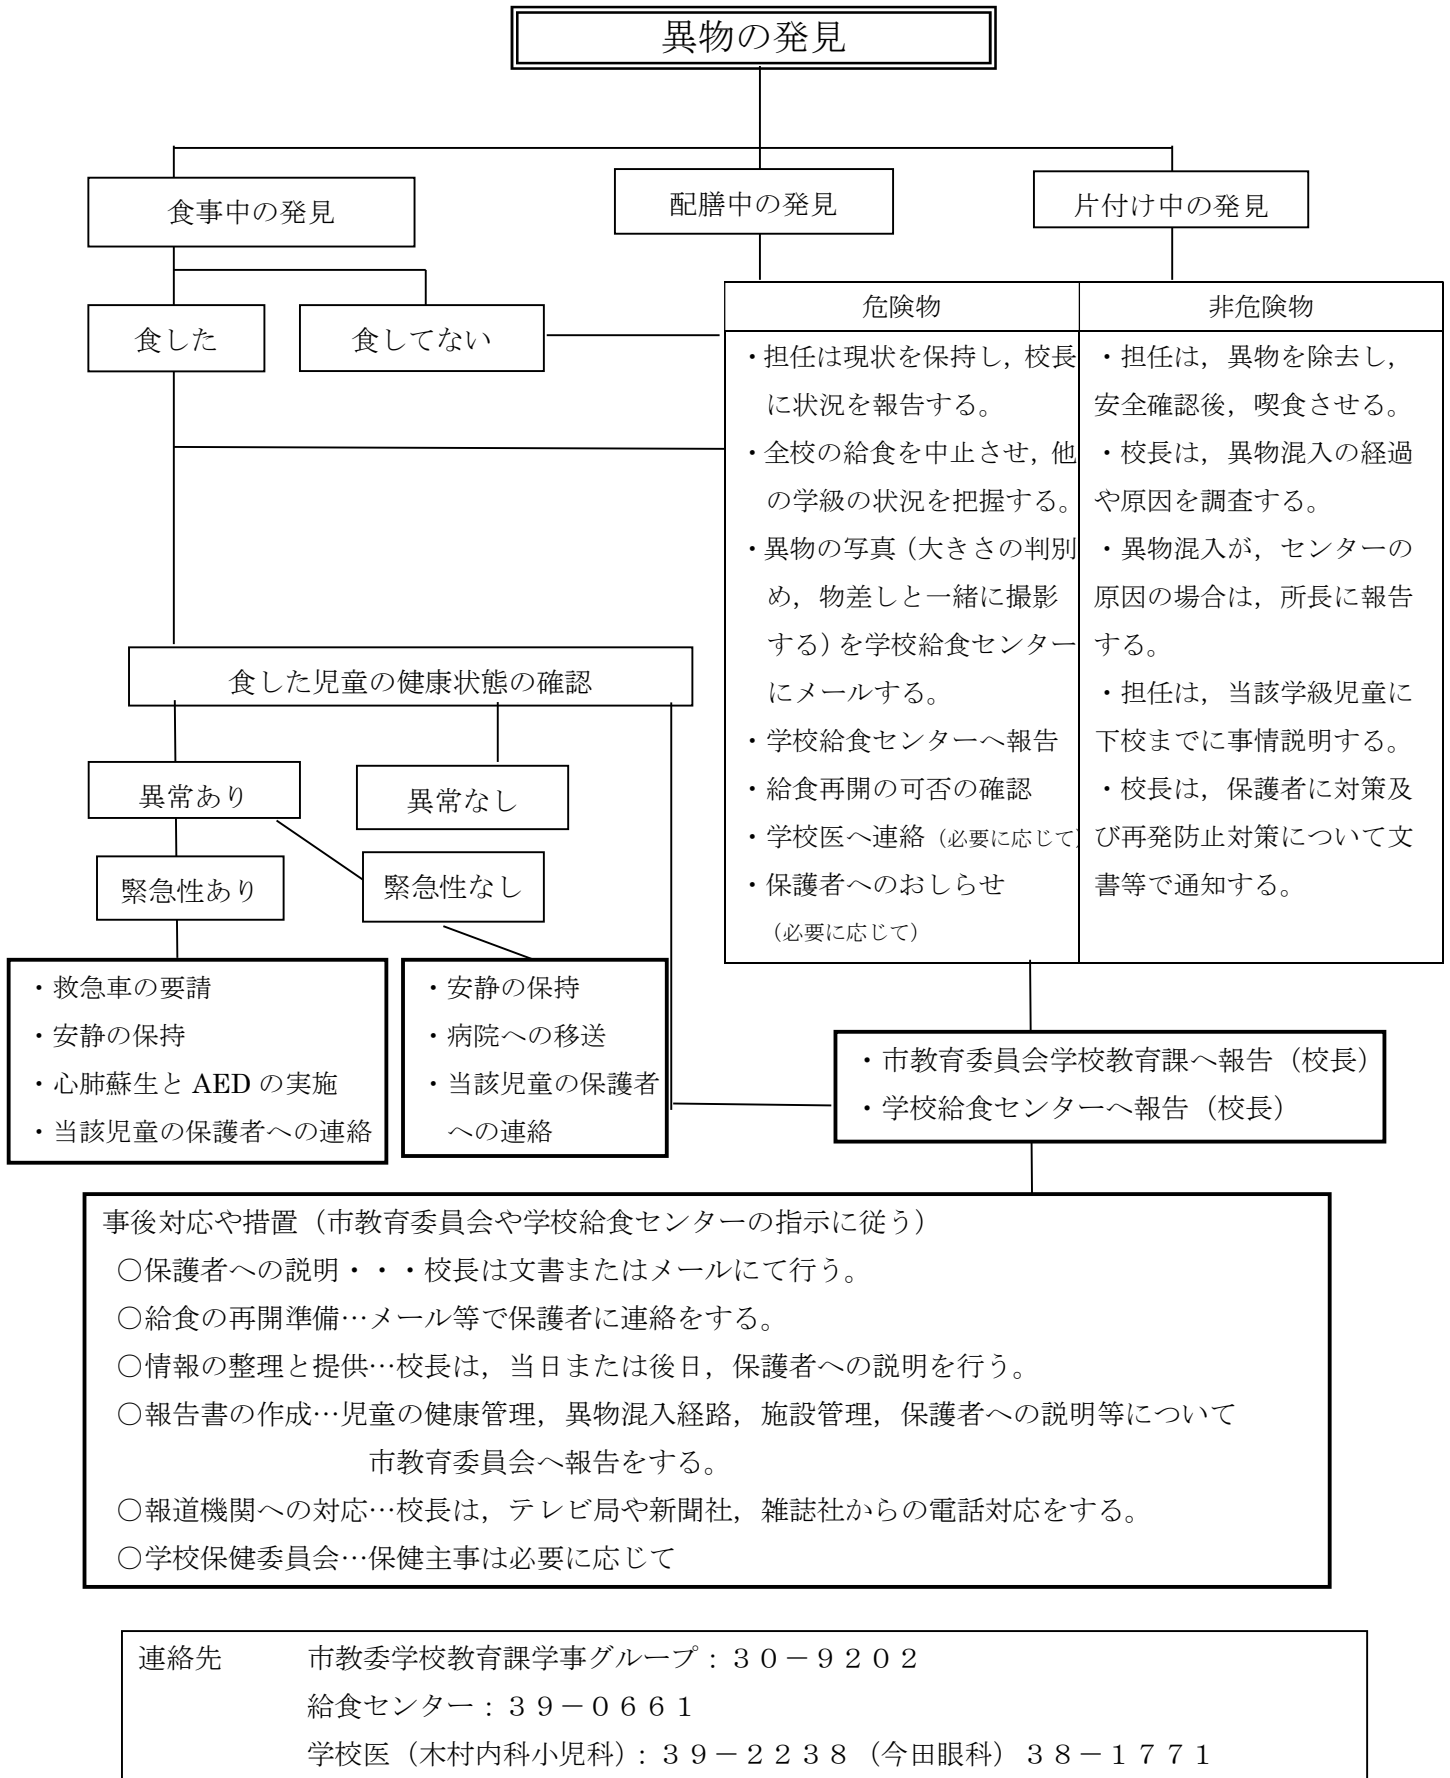 異物の発見
食事中の発見
配膳中の発見
片付け中の発見
食した
食してない
危険物
・担任は現状を保持し，校長
に状況を報告する。
・全校の給食を中止させ，他
の学級の状況を把握する。
・異物の写真（大きさの判別
め，物差しと一緒に撮影
する）を学校給食センター
にメールする。
・学校給食センターへ報告
・給食再開の可否の確認
・学校医へ連絡（必要に応じて）
・保護者へのおしらせ
（必要に応じて）
非危険物
・担任は，異物を除去し，
安全確認後，喫食させる。
・校長は，異物混入の経過
や原因を調査する。
・異物混入が，センターの
原因の場合は，所長に報告
する。
・担任は，当該学級児童に
下校までに事情説明する。
・校長は，保護者に対策及
び再発防止対策について文
書等で通知する。
食した児童の健康状態の確認
異常あり
異常なし
緊急性あり
緊急性なし
・救急車の要請
・安静の保持
・心肺蘇生と AED の実施
・当該児童の保護者への連絡
・安静の保持
・病院への移送
・当該児童の保護者
への連絡
・市教育委員会学校教育課へ報告（校長）
・学校給食センターへ報告（校長）
事後対応や措置（市教育委員会や学校給食センターの指示に従う）
○保護者への説明・・・校長は文書またはメールにて行う。
○給食の再開準備…メール等で保護者に連絡をする。
○情報の整理と提供…校長は，当日または後日，保護者への説明を行う。
○報告書の作成…児童の健康管理，異物混入経路，施設管理，保護者への説明等について
市教育委員会へ報告をする。
○報道機関への対応…校長は，テレビ局や新聞社，雑誌社からの電話対応をする。
○学校保健委員会…保健主事は必要に応じて
連絡先　市教委学校教育課学事グループ：３０－９２０２
給食センター：３９－０６６１
学校医（木村内科小児科）：３９－２２３８（今田眼科）３８－１７７１